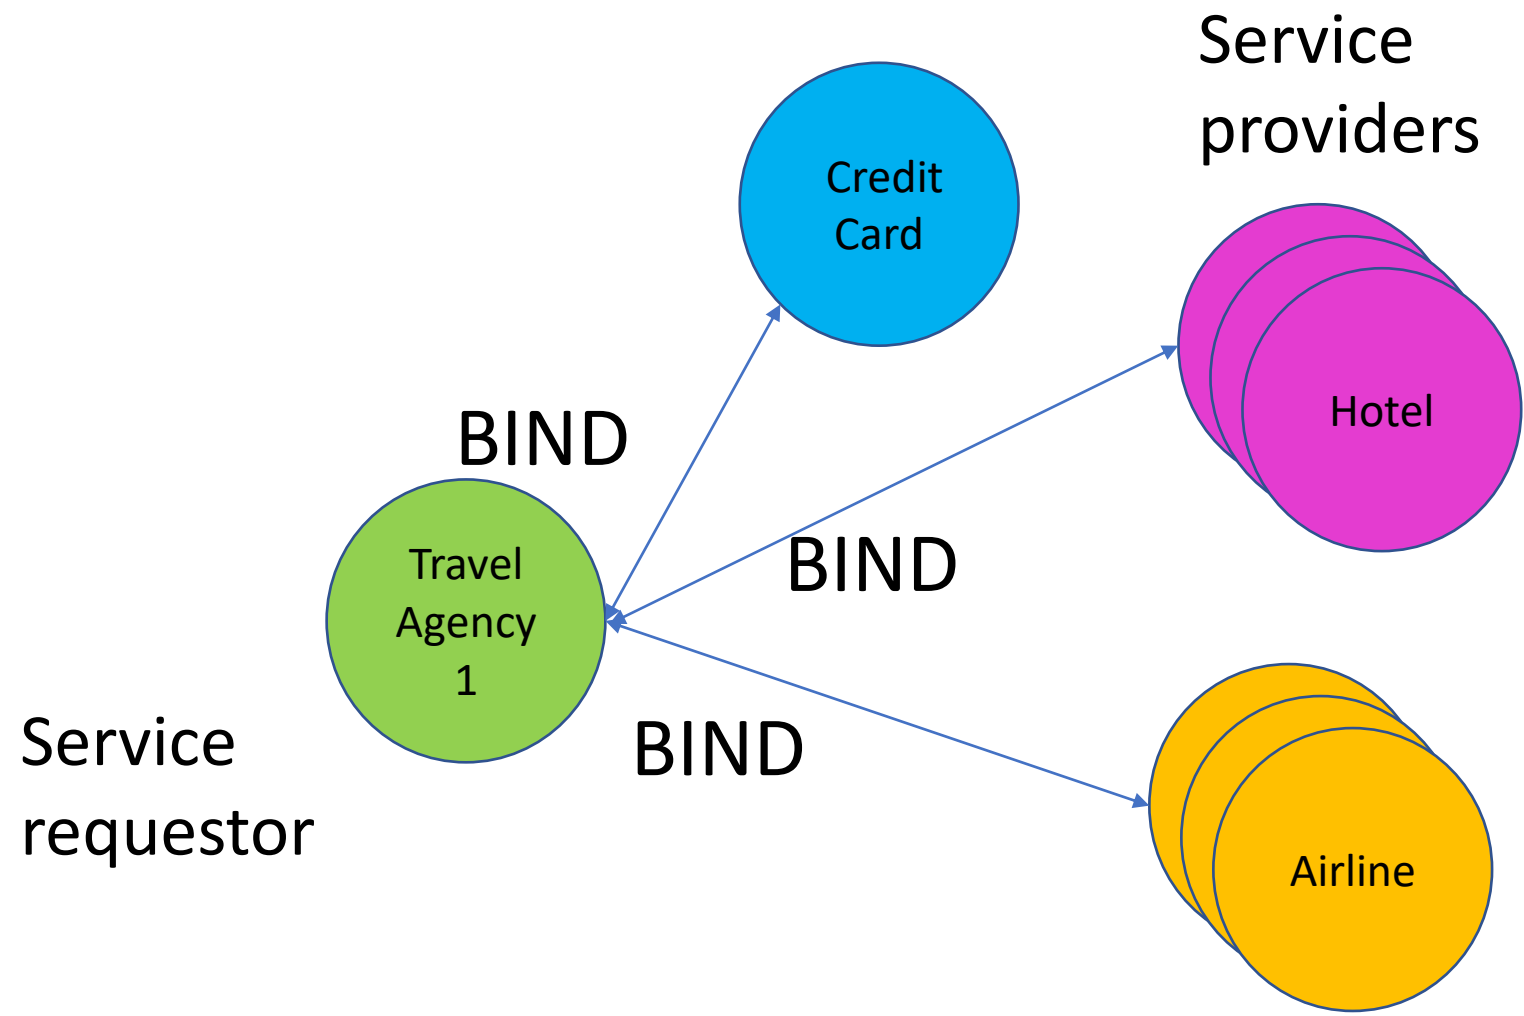 Service
providers
Credit
Card
Hotel
BIND
BIND
Travel
Agency
1
BIND
Service
requestor
Airline